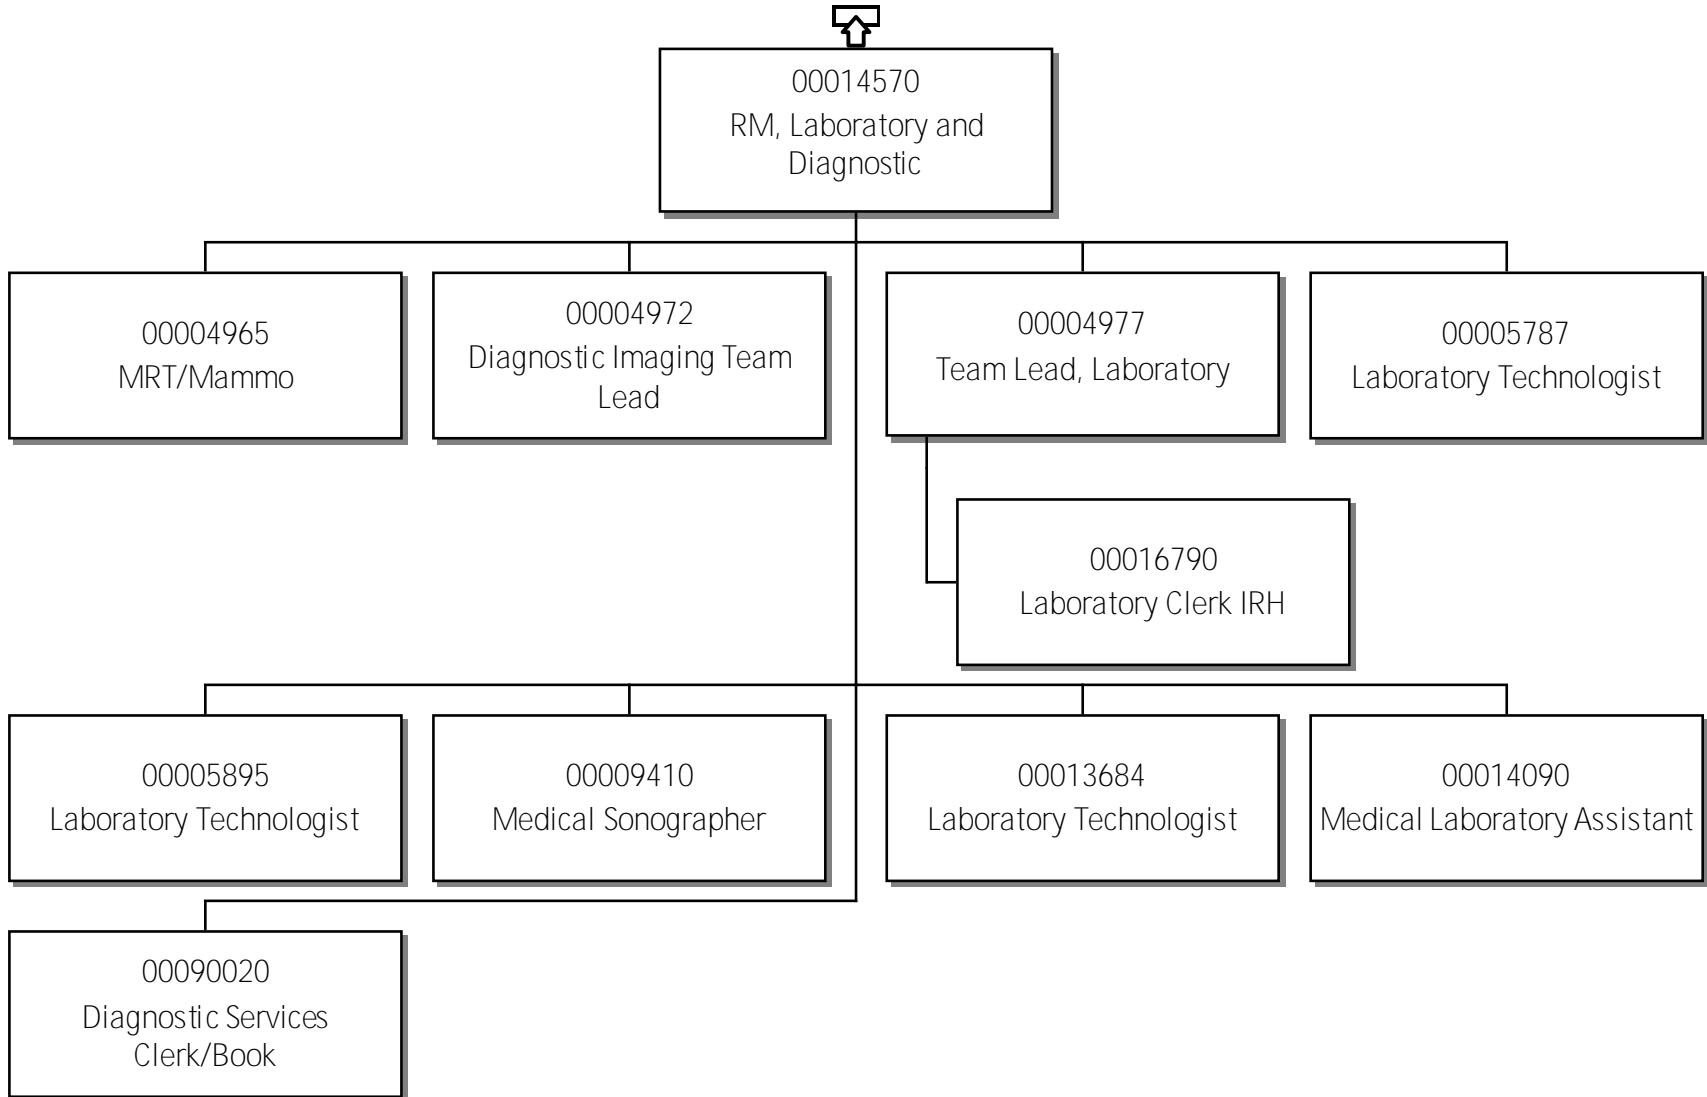 00014570
RM, Laboratory and
Diagnostic
00004965
MRT/Mammo
00004972
Diagnostic Imaging Team
Lead
00004977
Team Lead, Laboratory
00005787
Laboratory Technologist
00016790
Laboratory Clerk IRH
00005895
Laboratory Technologist
00009410
Medical Sonographer
00013684
Laboratory Technologist
00014090
Medical Laboratory Assistant
00090020
Diagnostic Services
Clerk/Book